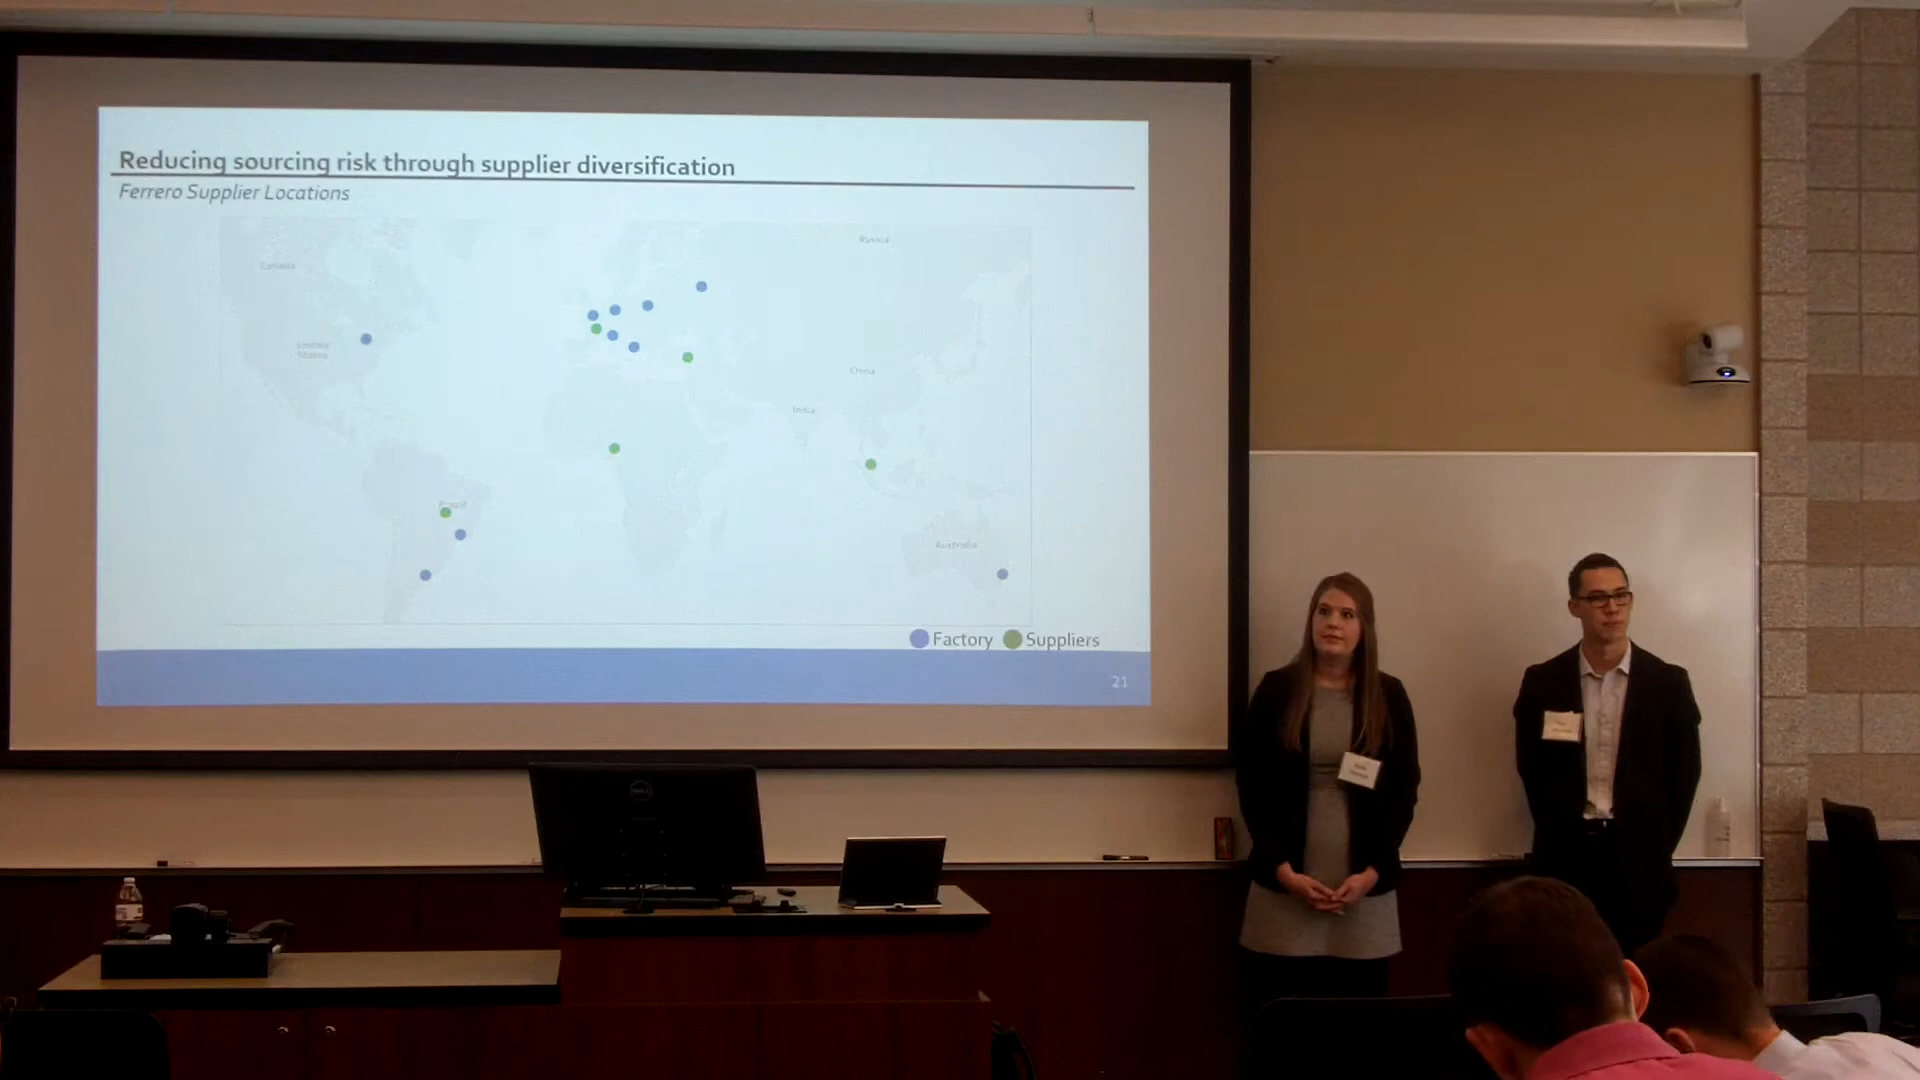 Reducing sourcing risk through supplier diversification
Ferrero Supplier Locations
Russia
Canada
United
States
China
India
Brazil
Australia
Factory Suppliers
21
DELL